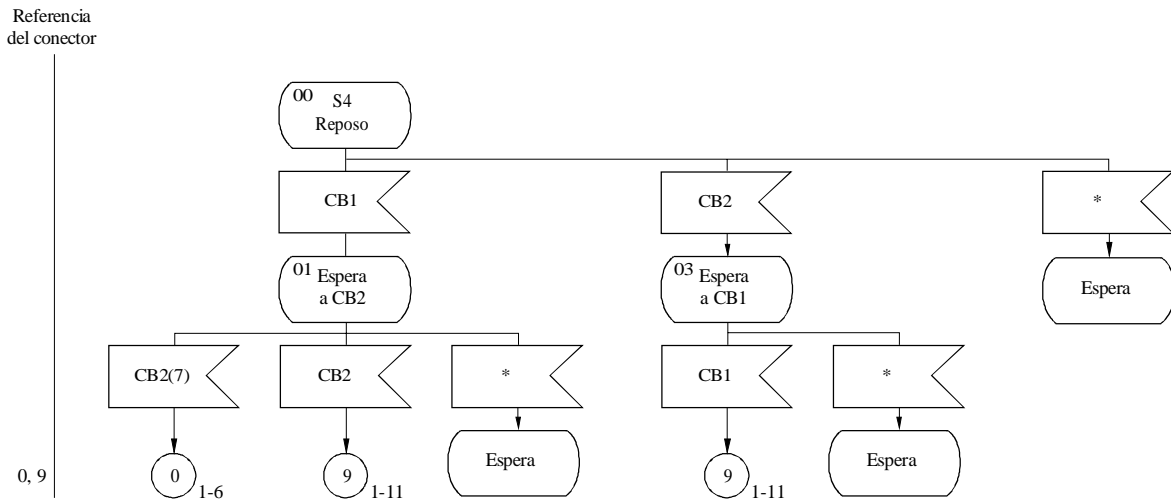 Referencia
del conector
00
S4
Reposo
CB1
CB2
*
01
Espera
a CB2
03
Espera
a CB1
Espera
CB2(7)
CB2
*
CB1
*
Espera
Espera
0, 9
0
1-6
9
1-11
9
1-11